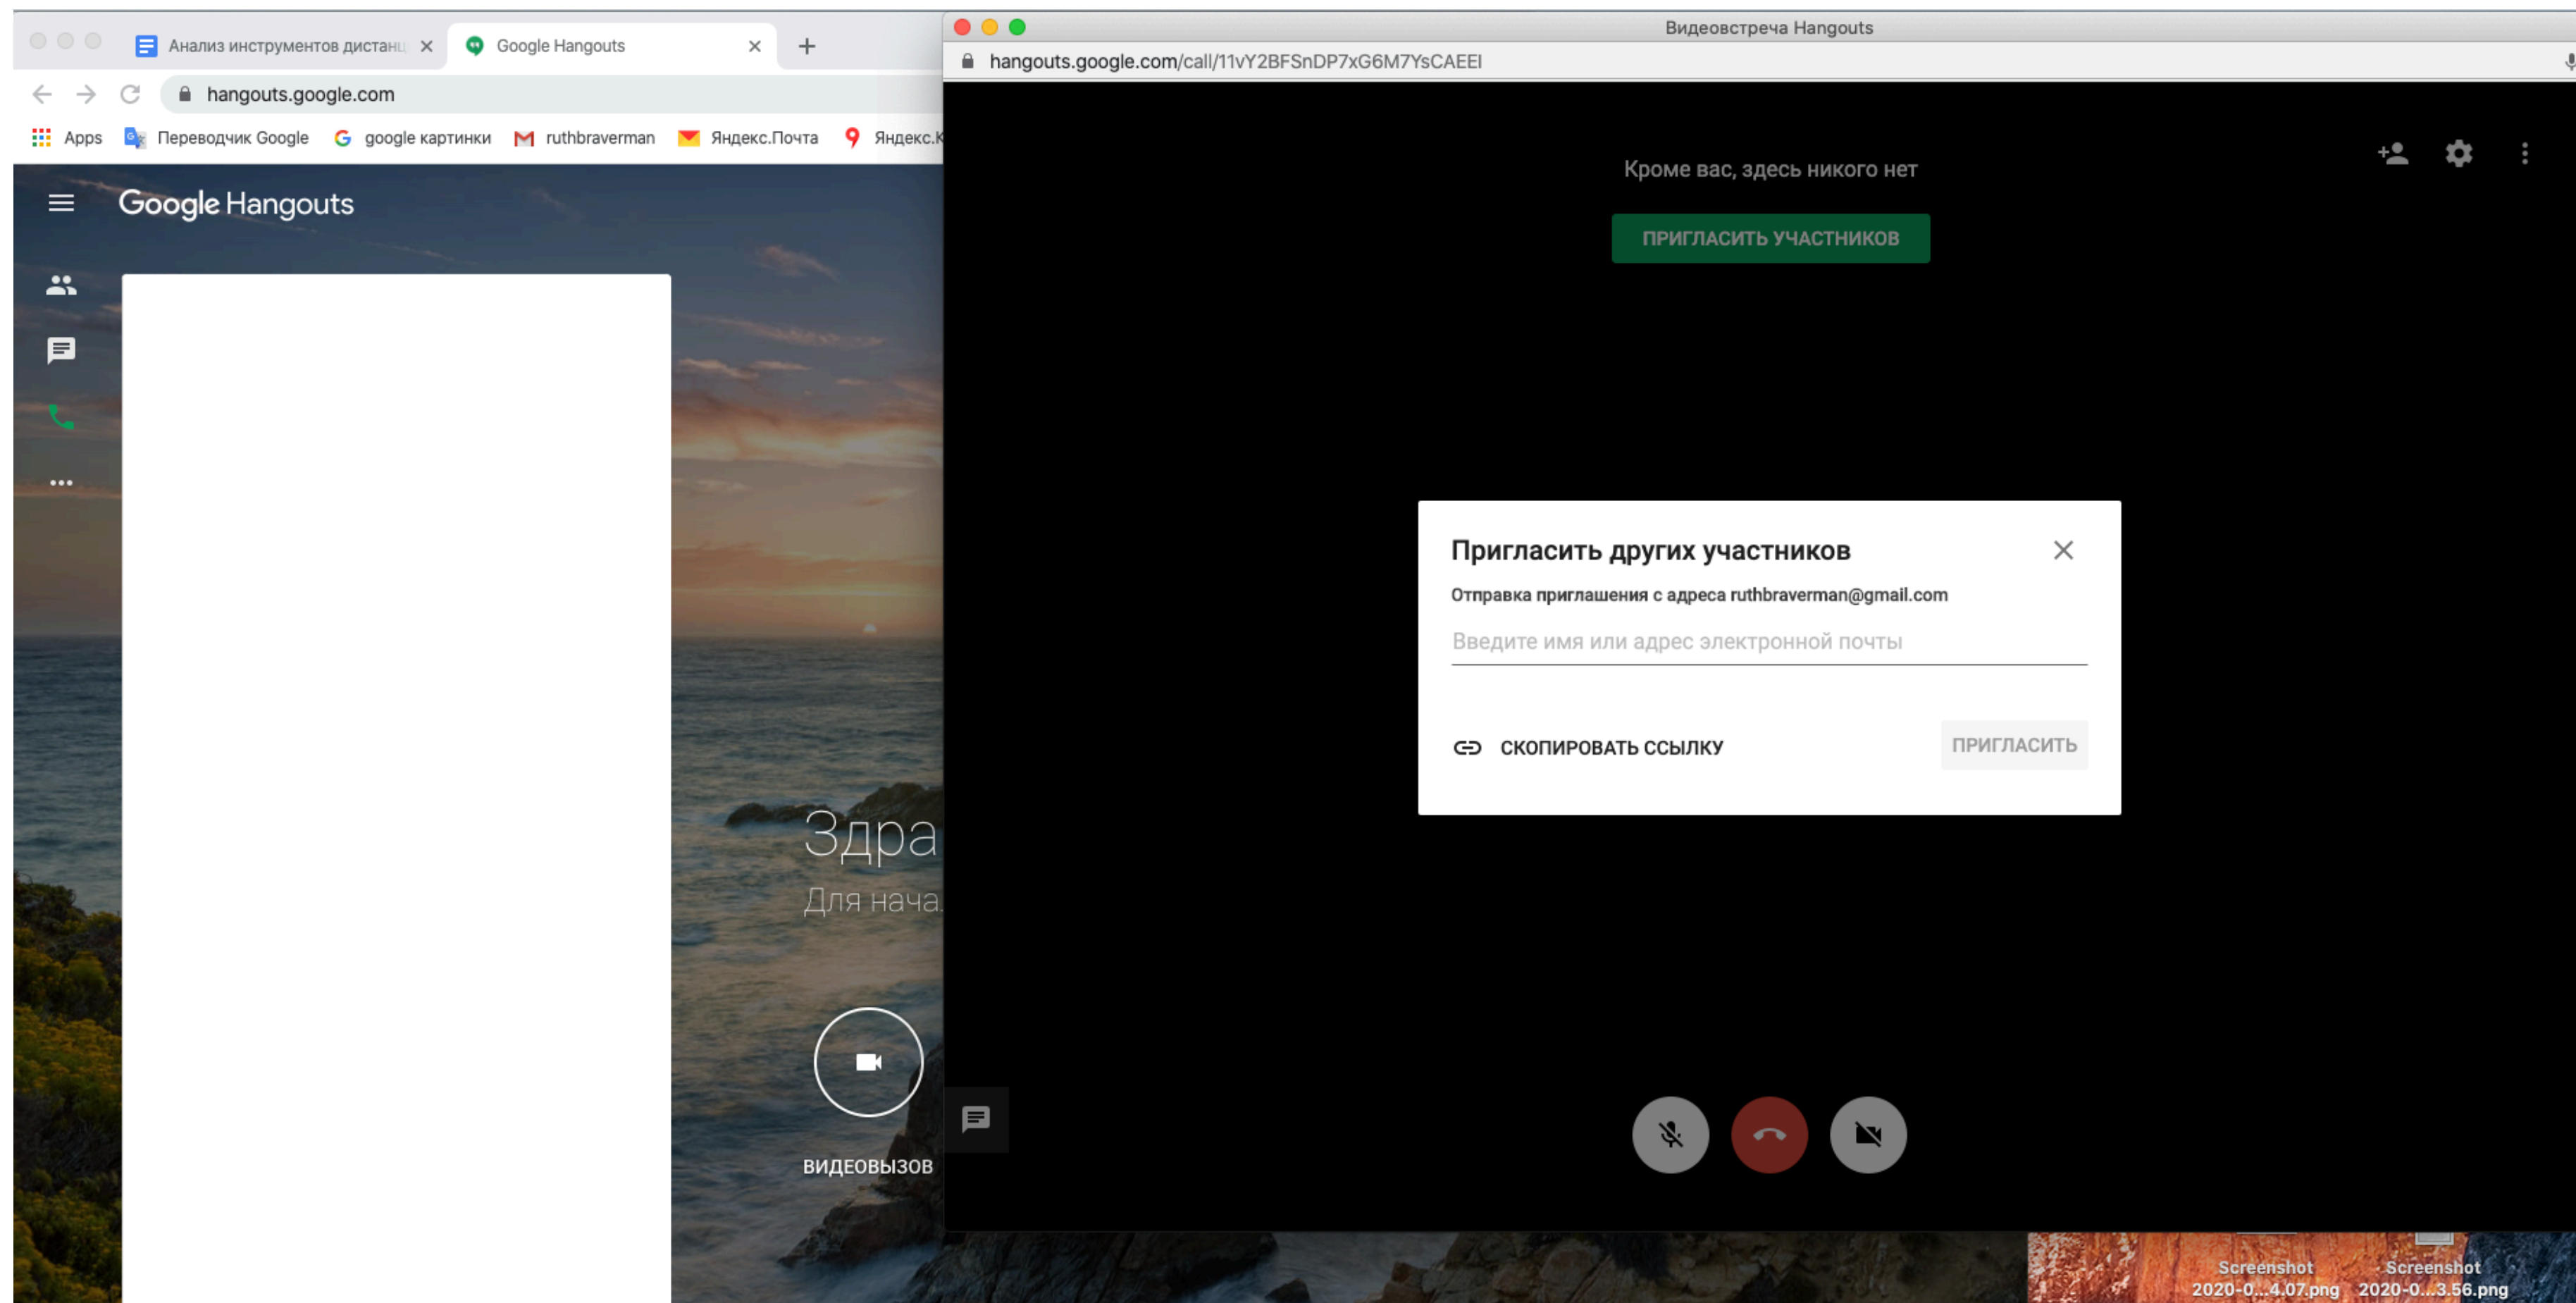 Анализ инструментов дистанц
Google Hangouts
hangouts.google.com
Apps
Переводчик Google
google картинки
ruthbraverman
Яндекс.Почта
Яндекс.К
Google Hangouts
Здра
Для нача
ВИДЕОВЫЗОВ
Видеовстреча Hangouts
hangouts.google.com/call/11vY2BFSnDP7xG6M7YsCAEEI
Кроме вас, здесь никого нет
ПРИГЛАСИТЬ УЧАСТНИКОВ
Пригласить других участников
Отправка приглашения с адреса ruthbraverman@gmail.com
Введите имя или адрес электронной почты
СКОПИРОВАТЬ ССЫЛКУ
ПРИГЛАСИТЬ
Screenshot
2020-0...4.07.png
Screenshot
2020-0...3.56.png